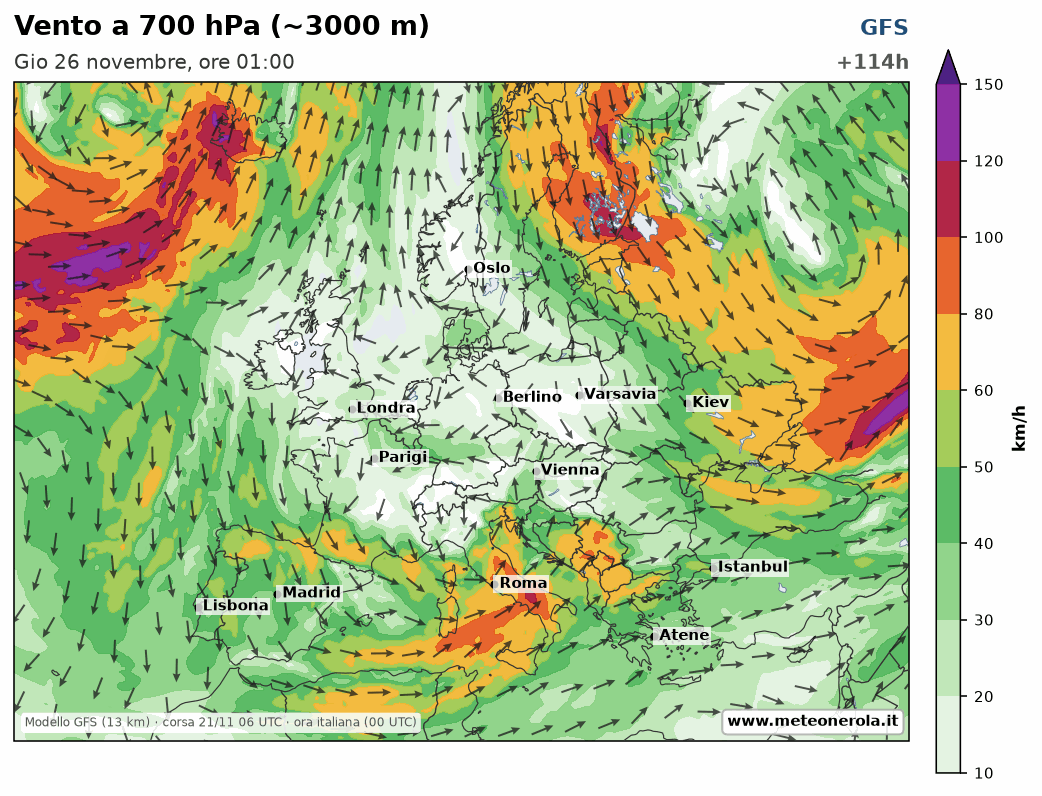 Vento a 700 hPa (~3000 m)
GFS
Gio 26 novembre, ore 01:00
+114h
150
120
100
80
60
50
40
30
20
10
km/h
Oslo
Berlino
Varsavia
Kiev
Londra
Parigi
Vienna
Istanbul
Roma
Madrid
Lisbona
Atene
Modello GFS (13 km) · corsa 21/11 06 UTC · ora italiana (00 UTC)
www.meteonerola.it